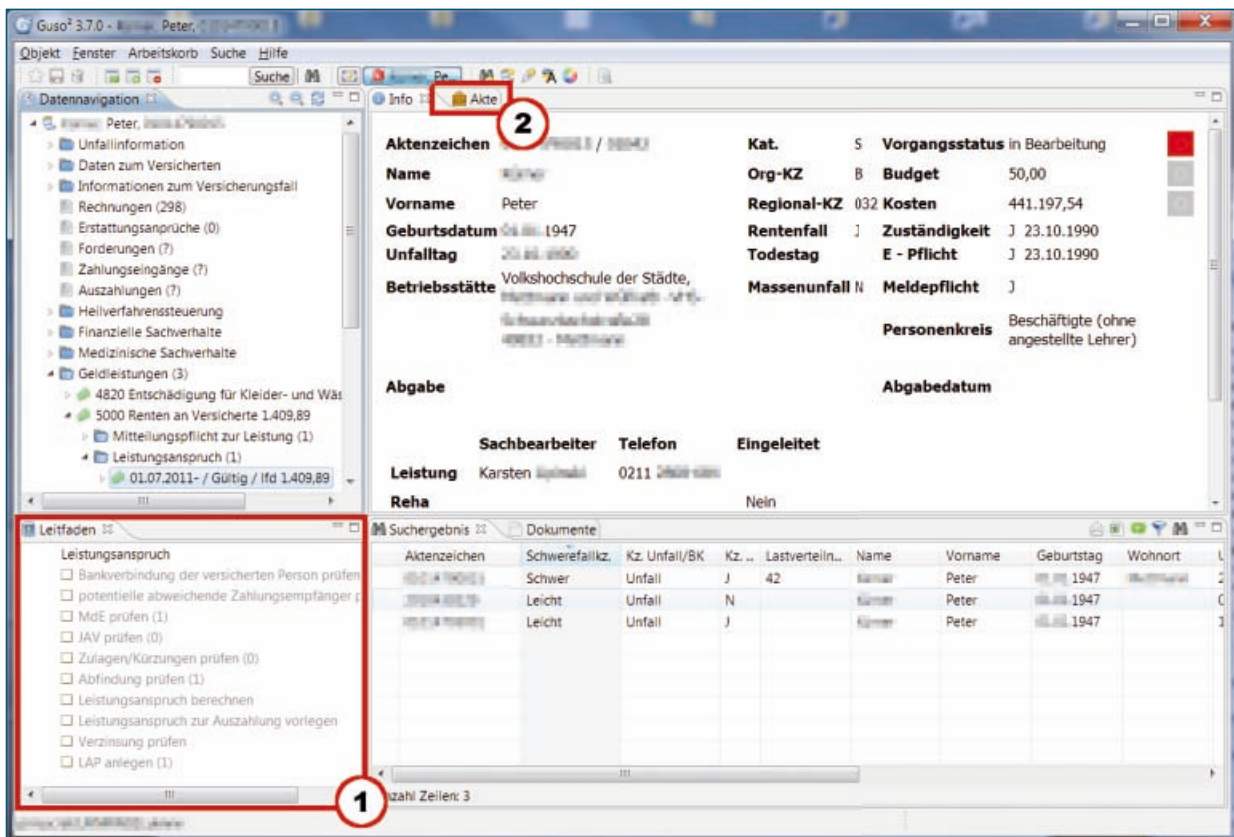 Guso² 3.7.0 - Peter,
Objekt Fenster Arbeitskorb Suche Hilfe
Suche Pe...
Datennavigation
Peter,
Unfallinformation
Daten zum Versicherten
Informationen zum Versicherungsfall
Rechnungen (298)
Erstattungsanprüche (0)
Forderungen (?)
Zahlungseingänge (?)
Auszahlungen (?)
Heilverfahrenssteuerung
Finanzielle Sachverhalte
Medizinische Sachverhalte
Geldleistungen (3)
4820 Entschädigung für Kleider- und Wäs
5000 Renten an Versicherte 1.409,89
Mitteilungspflicht zur Leistung (1)
Leistungsanspruch (1)
01.07.2011- / Gültig / lfd 1.409,89
Info Akte
2
Aktenzeichen / Kat. S Vorgangsstatus in Bearbeitung
Name Org-KZ B Budget 50,00
Vorname Peter Regional-KZ 032 Kosten 441.197,54
Geburtsdatum 1947 Rentenfall J Zuständigkeit J 23.10.1990
Unfalltag Todestag E - Pflicht J 23.10.1990
Betriebsstätte Volkshochschule der Städte, Massenunfall N Meldepflicht J
Personenkreis Beschäftigte (ohne
angestellte Lehrer)
Abgabe Abgabedatum
Sachbearbeiter Telefon Eingeleitet
Leistung Karsten 0211
Reha Nein
Leitfaden
Leistungsanspruch
Bankverbindung der versicherten Person prüfen
potentielle abweichende Zahlungsempfänger p
MdE prüfen (1)
JAV prüfen (0)
Zulagen/Kürzungen prüfen (0)
Abfindung prüfen (1)
Leistungsanspruch berechnen
Leistungsanspruch zur Auszahlung vorlegen
Verzinsung prüfen
LAP anlegen (1)
1
Suchergebnis Dokumente
Aktenzeichen Schwerefallkz. Kz. Unfall/BK Kz. ... Lastverteiln... Name Vorname Geburtstag Wohnort U
Schwer Unfall J 42 Peter 1947 2
Leicht Unfall N Peter 1947 0
Leicht Unfall J Peter 1947 1
nzahl Zeilen: 3